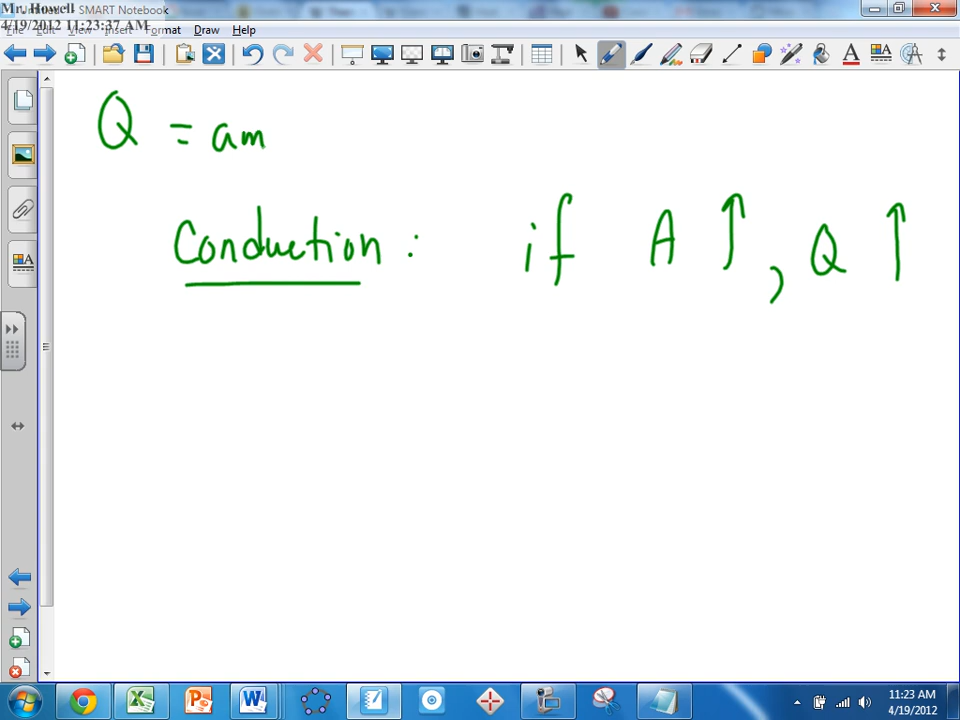 Mr. Howell
SMART Notebook
4/19/2012 11:23:37 AM
Format Draw Help
Q = am
Conduction : if A ↑ , Q ↑
11:23 AM
4/19/2012